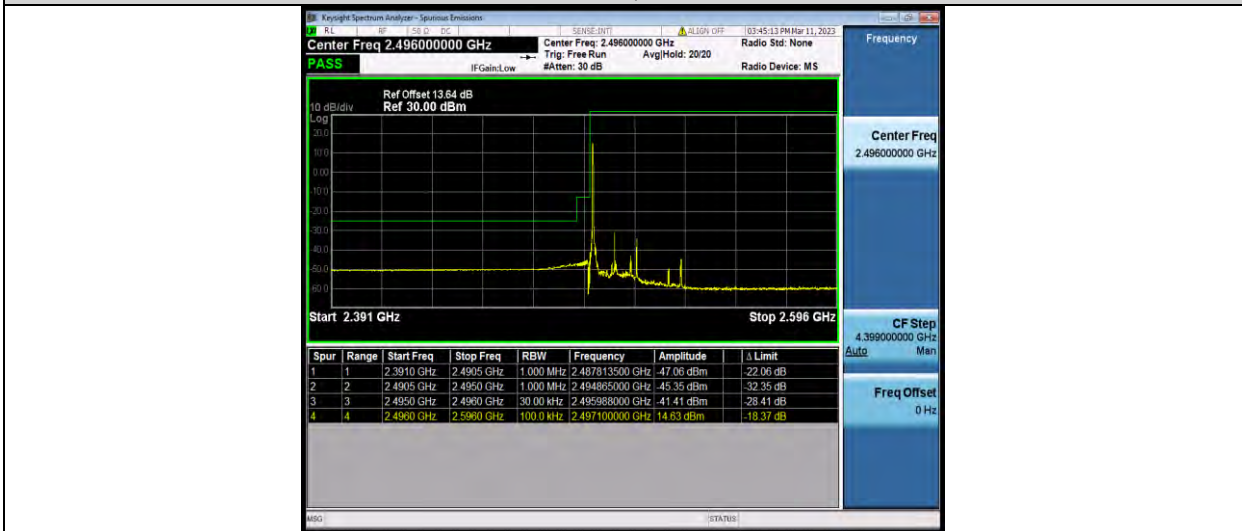 Keysight Spectrum Analyzer - Spurious Emissions
RL RF 50 Ω DC SENSE:INT ALIGN OFF 03:45:13 PM Mar 11, 2023
Center Freq 2.496000000 GHz
Center Freq: 2.496000000 GHz
Radio Std: None
Trig: Free Run Avg|Hold: 20/20
PASS
IFGain:Low
#Atten: 30 dB
Radio Device: MS
Ref Offset 13.64 dB
10 dB/div Ref 30.00 dBm
Log
20.0
10.0
0.00
-10.0
-20.0
-30.0
-40.0
-50.0
-60.0
Start 2.391 GHz Stop 2.596 GHz
Spur Range Start Freq Stop Freq RBW Frequency Amplitude Δ Limit
1 1 2.3910 GHz 2.4905 GHz 1.000 MHz 2.487813500 GHz -47.06 dBm -22.06 dB
2 2 2.4905 GHz 2.4950 GHz 1.000 MHz 2.494865000 GHz -45.35 dBm -32.35 dB
3 3 2.4950 GHz 2.4960 GHz 30.00 kHz 2.495988000 GHz -41.41 dBm -28.41 dB
4 4 2.4960 GHz 2.5960 GHz 100.0 kHz 2.497100000 GHz 14.63 dBm -18.37 dB
MSG STATUS
Frequency
Center Freq
2.496000000 GHz
CF Step
4.399000000 GHz
Auto Man
Freq Offset
0 Hz